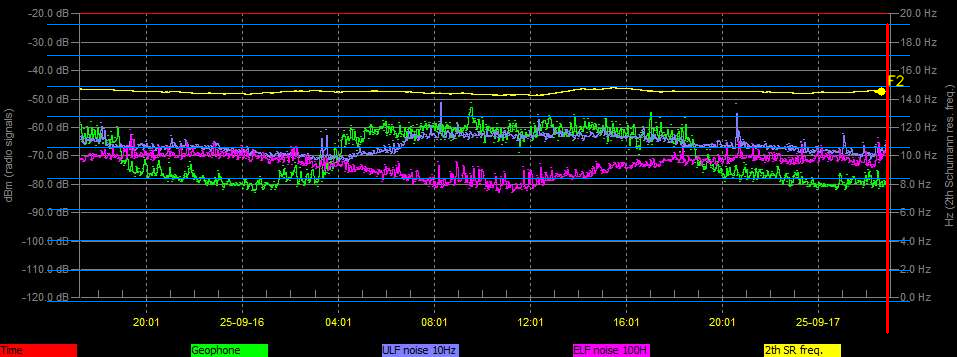 -20.0 dB
20.0 Hz
-30.0 dB
18.0 Hz
-40.0 dB
16.0 Hz
F2
-50.0 dB
14.0 Hz
-60.0 dB
12.0 Hz
-70.0 dB
10.0 Hz
-80.0 dB
8.0 Hz
-90.0 dB
6.0 Hz
-100.0 dB
4.0 Hz
-110.0 dB
2.0 Hz
-120.0 dB
0.0 Hz
dBm (radio signals)
Hz (2th Schumann res. freq.)
20:01 25-09-16 04:01 08:01 12:01 16:01 20:01 25-09-17
Time Geophone ULF noise 10Hz ELF noise 100H 2th SR freq.